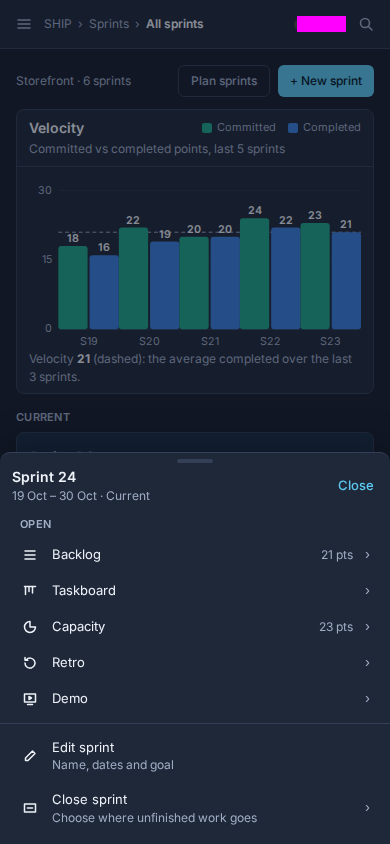 SHIP › Sprints › All sprints
Storefront · 6 sprints
Plan sprints
+ New sprint
Velocity
Committed
Completed
Committed vs completed points, last 5 sprints
30
15
0
18
16
22
19
20
20
24
22
23
21
S19
S20
S21
S22
S23
Velocity 21 (dashed): the average completed over the last
3 sprints.
CURRENT
Sprint 24
19 Oct – 30 Oct · Current
Close
OPEN
Backlog
21 pts ›
Taskboard
›
Capacity
23 pts ›
Retro
›
Demo
›
Edit sprint
Name, dates and goal
Close sprint
›
Choose where unfinished work goes